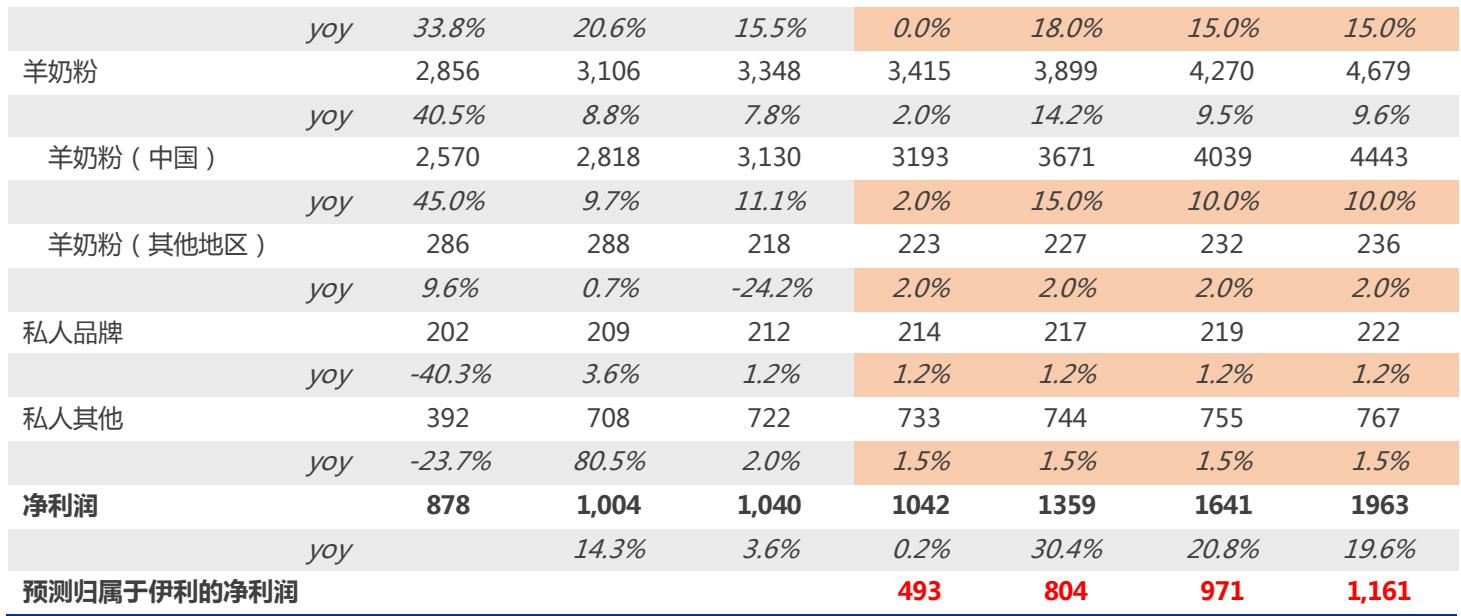 yoy 33.8% 20.6% 15.5% 0.0% 18.0% 15.0% 15.0%
羊奶粉 2,856 3,106 3,348 3,415 3,899 4,270 4,679
yoy 40.5% 8.8% 7.8% 2.0% 14.2% 9.5% 9.6%
羊奶粉（中国） 2,570 2,818 3,130 3193 3671 4039 4443
yoy 45.0% 9.7% 11.1% 2.0% 15.0% 10.0% 10.0%
羊奶粉（其他地区） 286 288 218 223 227 232 236
yoy 9.6% 0.7% -24.2% 2.0% 2.0% 2.0% 2.0%
私人品牌 202 209 212 214 217 219 222
yoy -40.3% 3.6% 1.2% 1.2% 1.2% 1.2% 1.2%
私人其他 392 708 722 733 744 755 767
yoy -23.7% 80.5% 2.0% 1.5% 1.5% 1.5% 1.5%
净利润 878 1,004 1,040 1042 1359 1641 1963
yoy 14.3% 3.6% 0.2% 30.4% 20.8% 19.6%
预测归属于伊利的净利润 493 804 971 1,161